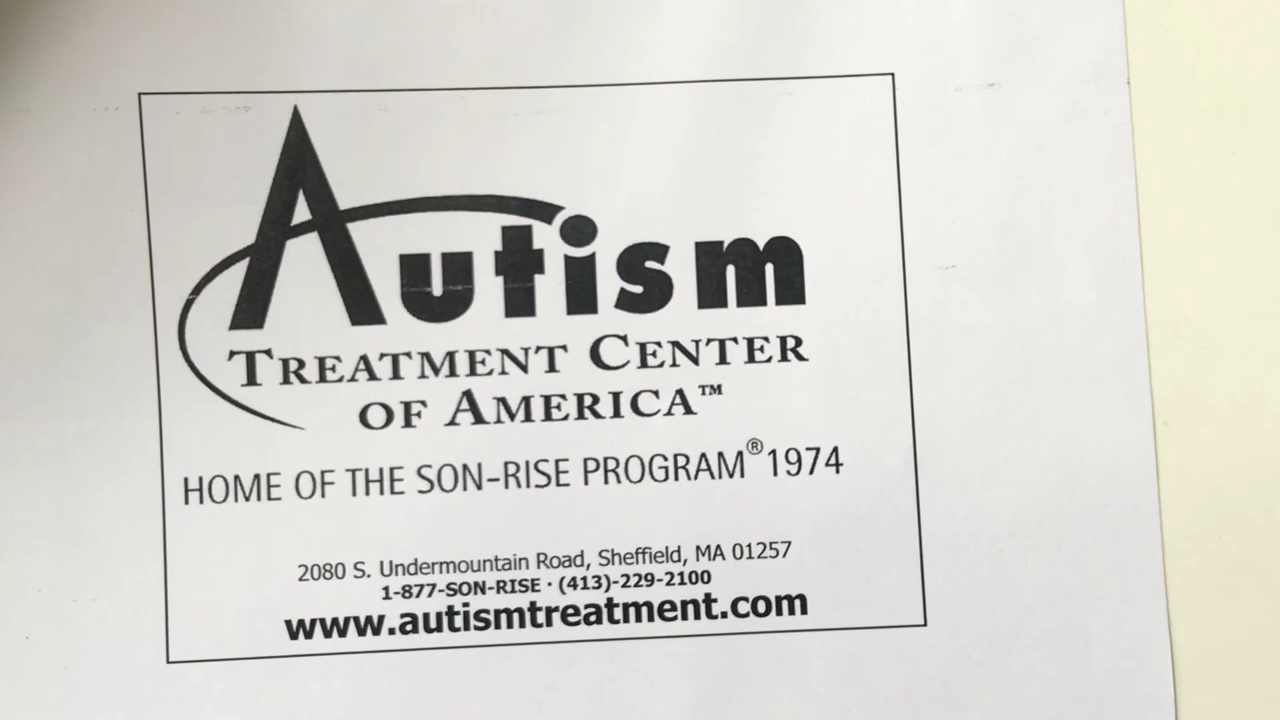 Autism
TREATMENT CENTER
OF AMERICA™
HOME OF THE SON-RISE PROGRAM® 1974
2080 S. Undermountain Road, Sheffield, MA 01257
1-877-SON-RISE · (413)-229-2100
www.autismtreatment.com